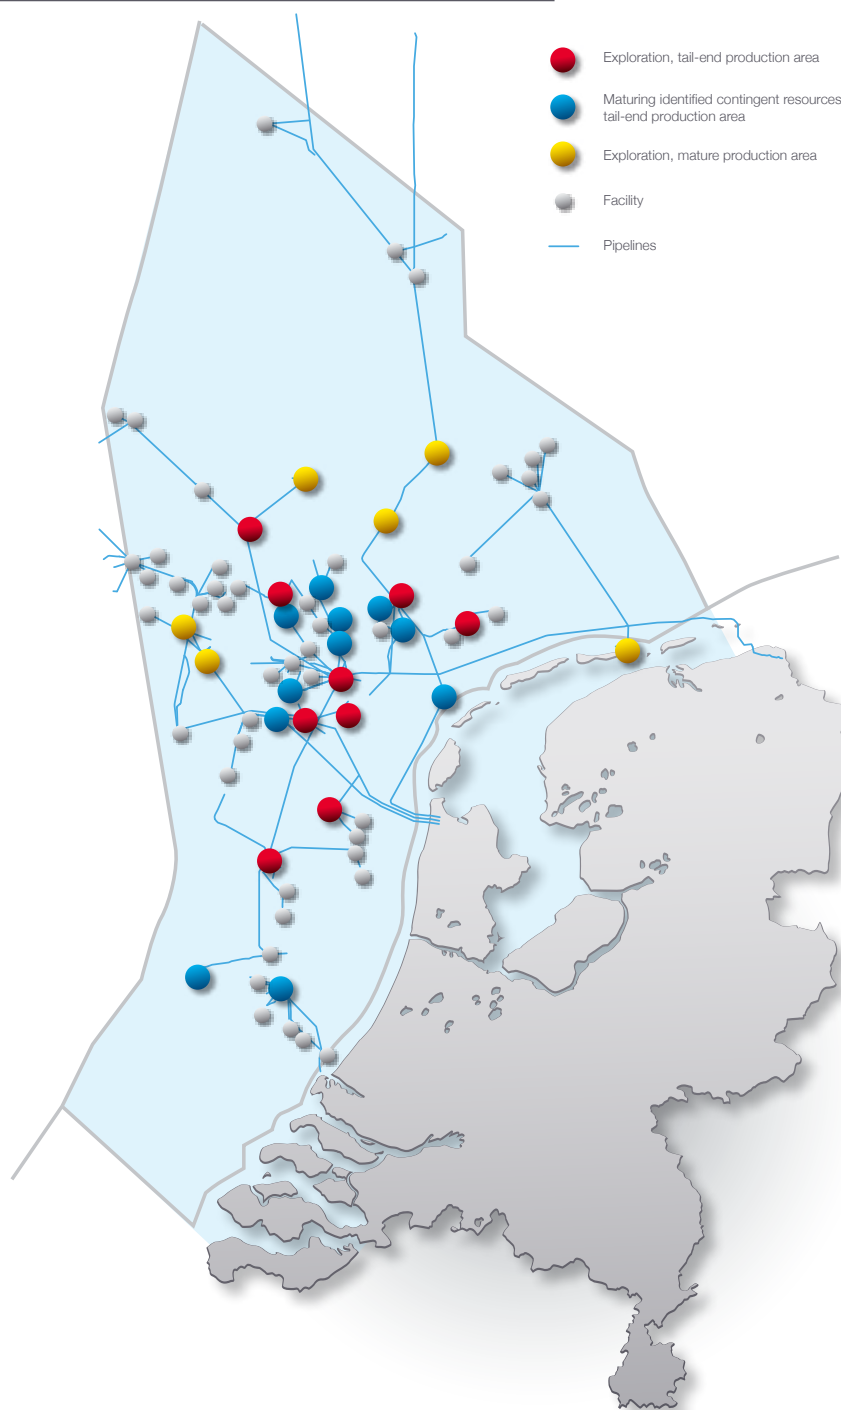 Exploration, tail-end production area
Maturing identified contingent resources,
tail-end production area
Exploration, mature production area
Facility
Pipelines